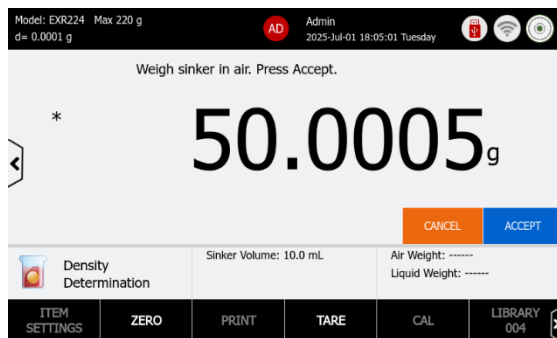 Model: EXR224 Max 220 g
d= 0.0001 g
AD
Admin
2025-Jul-01 18:05:01 Tuesday
Weigh sinker in air. Press Accept.
*
50.0005 g
CANCEL
ACCEPT
Density
Determination
Sinker Volume: 10.0 mL
Air Weight: ------
Liquid Weight: ------
ITEM
SETTINGS
ZERO
PRINT
TARE
CAL
LIBRARY
004